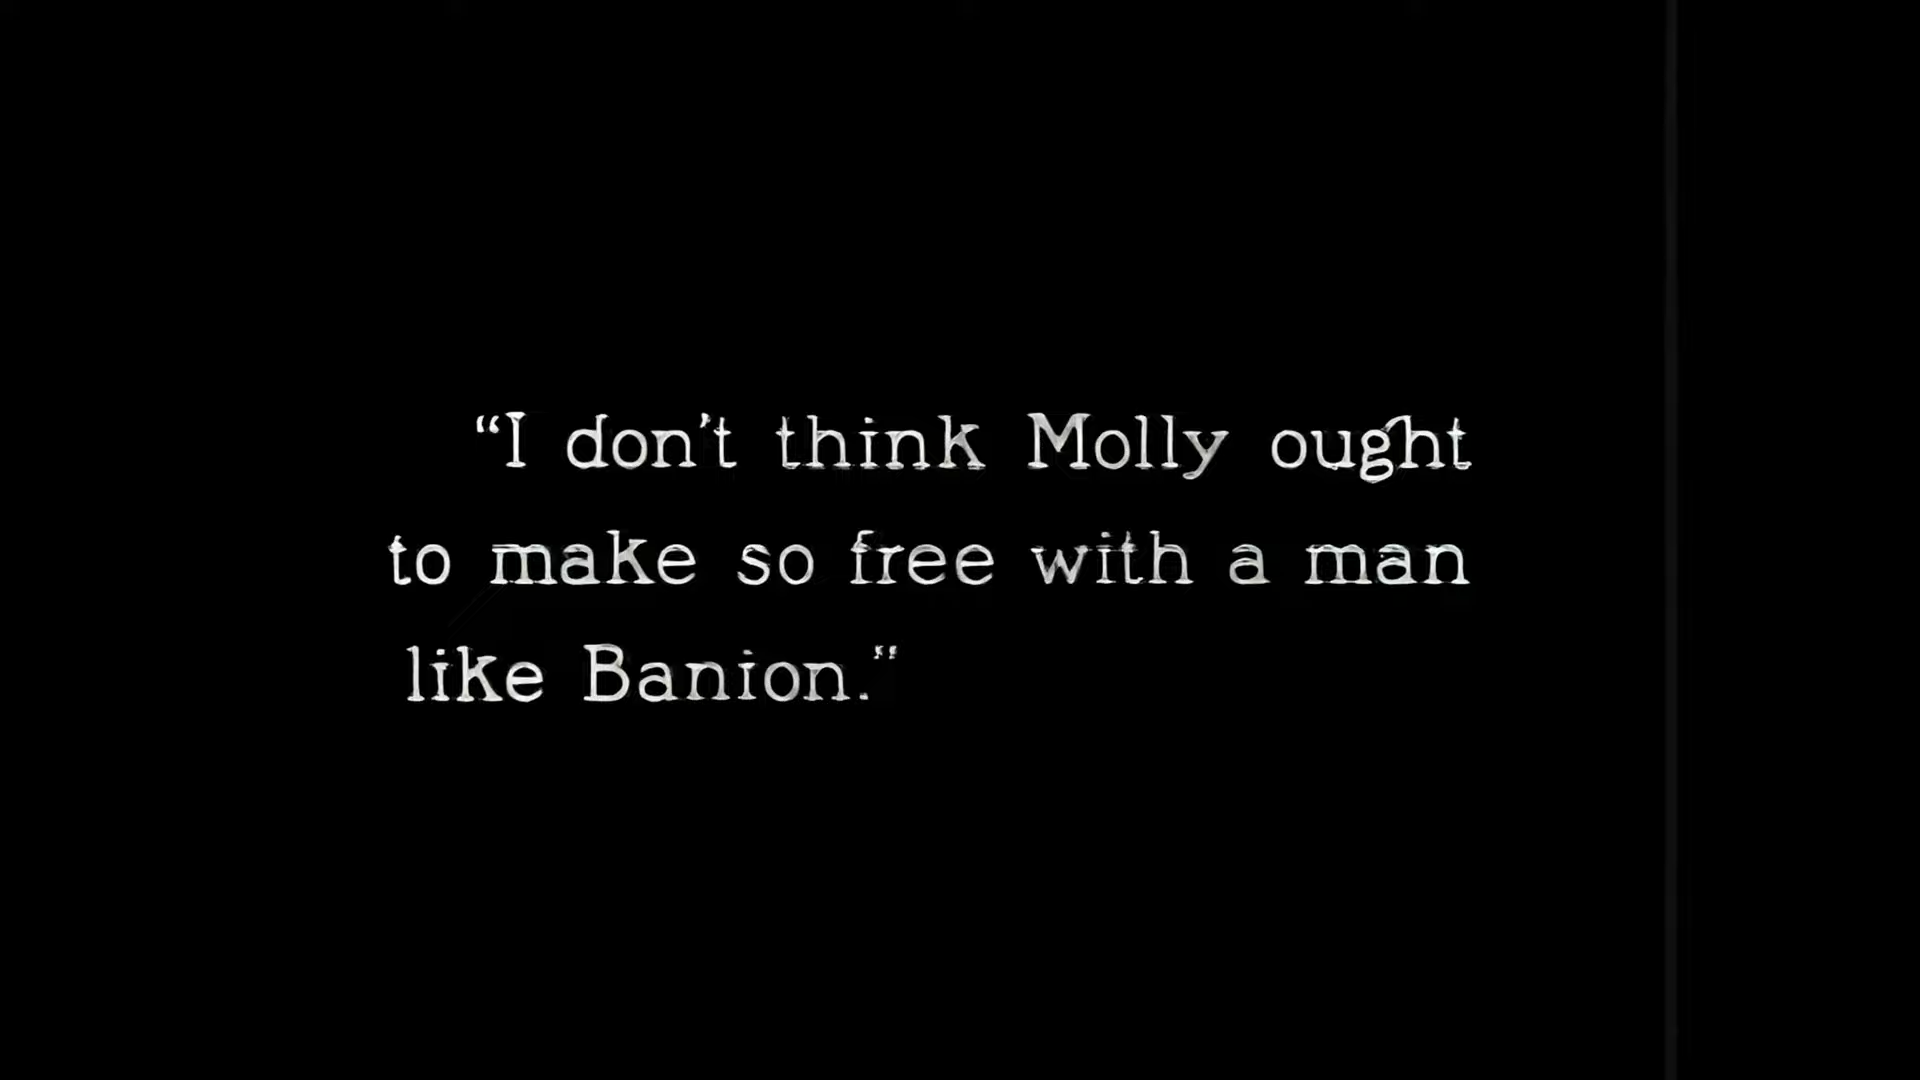 “I don't think Molly ought
to make so free with a man
like Banion.”